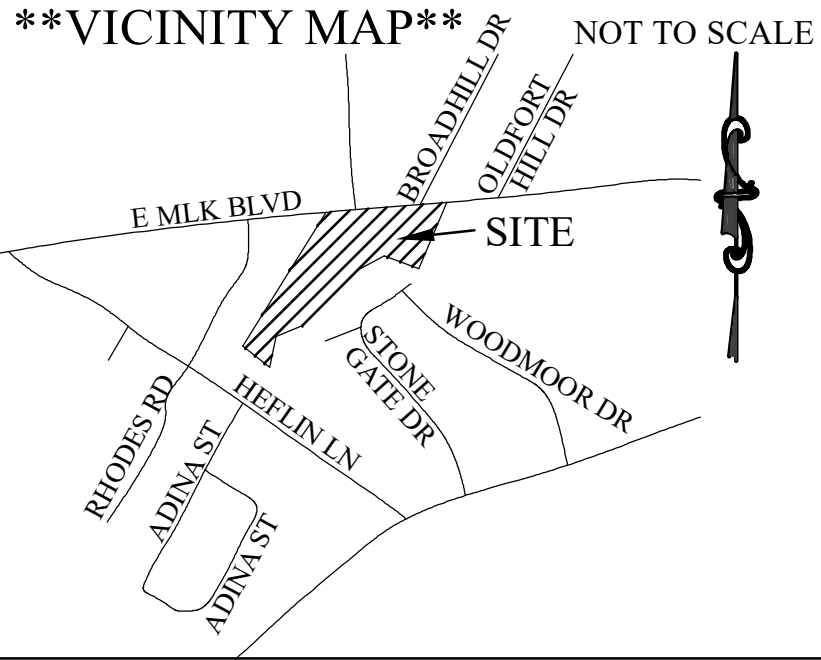 **VICINITY MAP**
NOT TO SCALE
BROADHILL DR
OLDFORT
HILL DR
E MLK BLVD
SITE
WOODMOOR DR
STONE
GATE DR
RHODES RD
HEFLIN LN
ADINA ST
ADINA ST